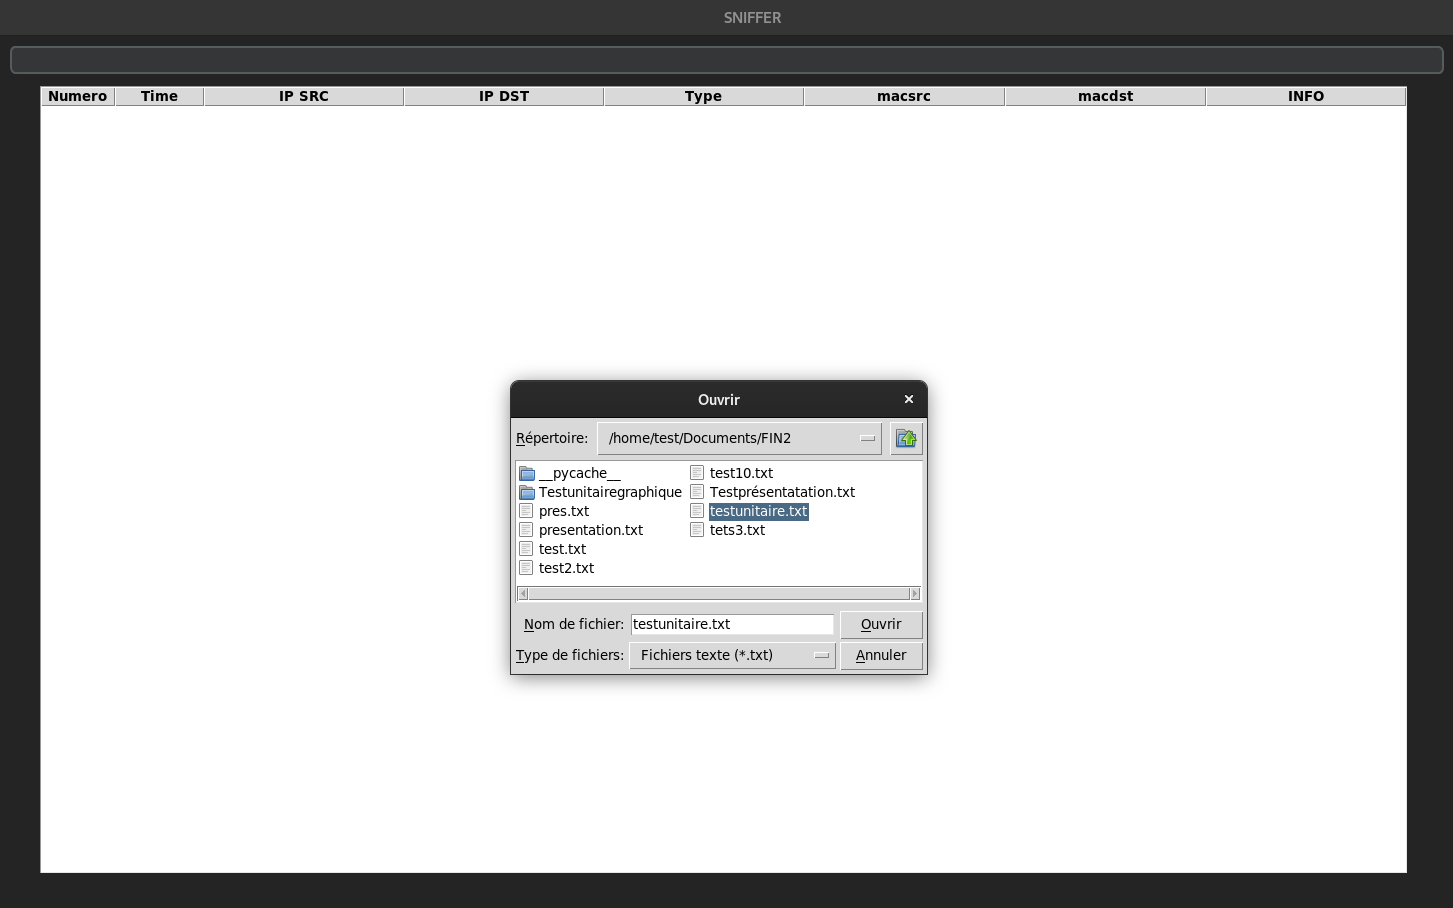 SNIFFER
Numero Time IP SRC IP DST Type macsrc macdst INFO
Ouvrir
Répertoire: /home/test/Documents/FIN2
__pycache__
Testunitairegraphique
pres.txt
presentation.txt
test.txt
test2.txt
test10.txt
Testprésentatation.txt
testunitaire.txt
tets3.txt
Nom de fichier: testunitaire.txt Ouvrir
Type de fichiers: Fichiers texte (*.txt) Annuler